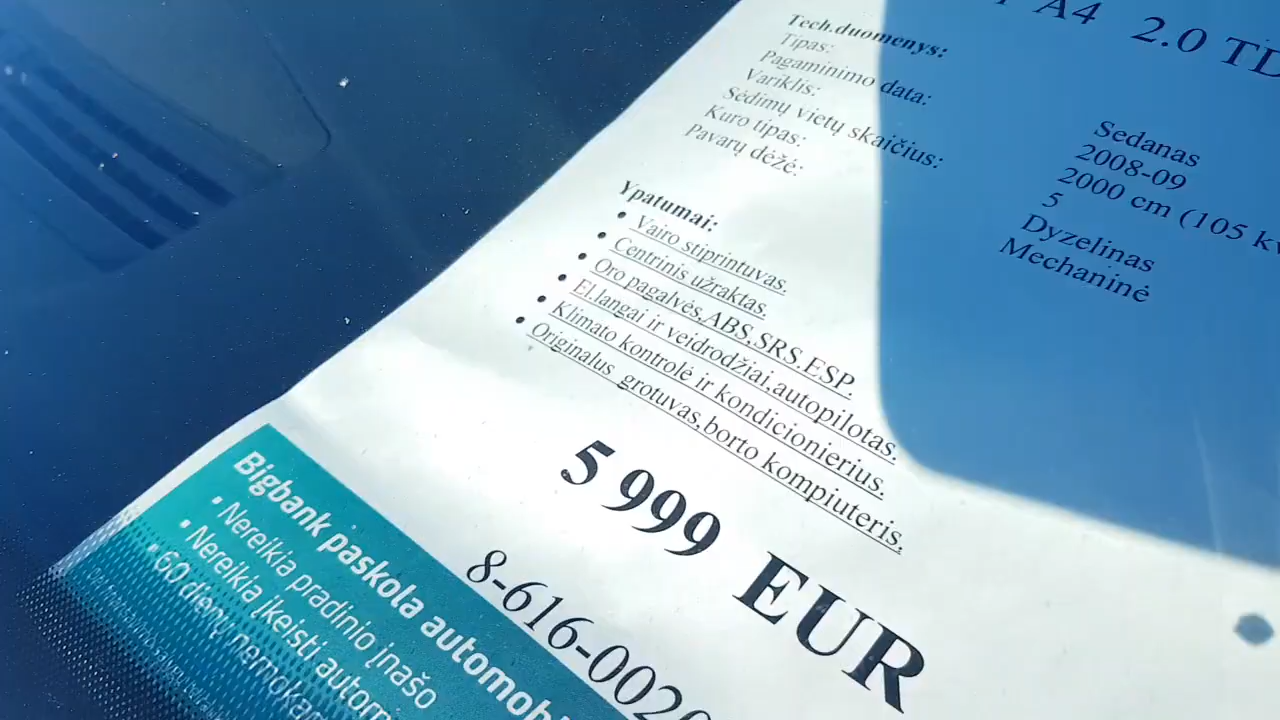 A4 2.0 TD
Tech.duomenys:
Tipas: Sedanas
Pagaminimo data: 2008-09
Variklis: 2000 cm (105 k
Sėdimų vietų skaičius: 5
Kuro tipas: Dyzelinas
Pavarų dėžė: Mechaninė
Ypatumai:
• Vairo stiprintuvas.
• Centrinis užraktas.
• Oro pagalvės,ABS,SRS.ESP.
• El.langai ir veidrodžiai,autopilotas.
• Klimato kontrolė ir kondicionierius.
• Originalus grotuvas,borto kompiuteris,
5 999 EUR
8-616-002
Bigbank paskola automob
• Nereikia pradinio įnašo
• Nereikia įkeisti autom
• 60 dienų nemoka